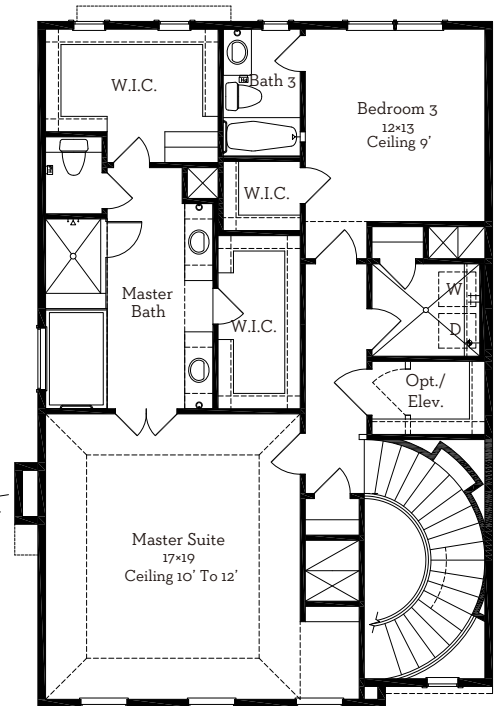 W.I.C.
Bath 3
Bedroom 3
12×13
Ceiling 9'
W.I.C.
W
D
Master
Bath
W.I.C.
Opt./
Elev.
Master Suite
17×19
Ceiling 10' To 12'